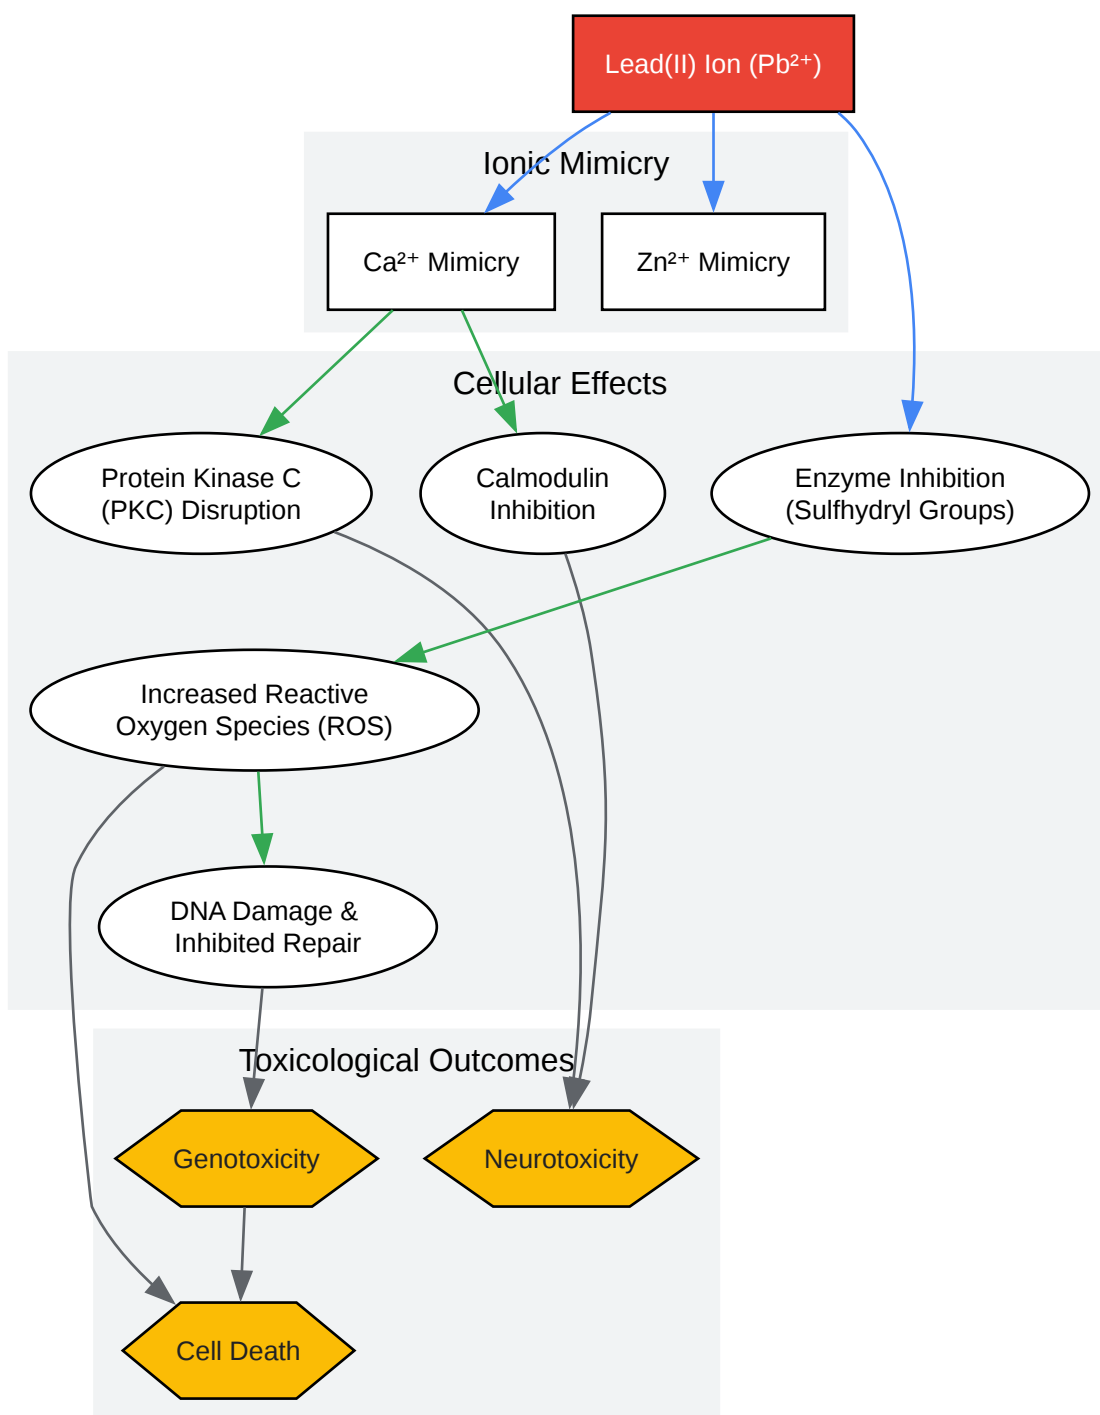 Lead(II) Ion (Pb²⁺)
Ionic Mimicry
Ca²⁺ Mimicry
Zn²⁺ Mimicry
Cellular Effects
Protein Kinase C
(PKC) Disruption
Calmodulin
Inhibition
Enzyme Inhibition
(Sulfhydryl Groups)
Increased Reactive
Oxygen Species (ROS)
DNA Damage &
Inhibited Repair
Toxicological Outcomes
Genotoxicity
Neurotoxicity
Cell Death